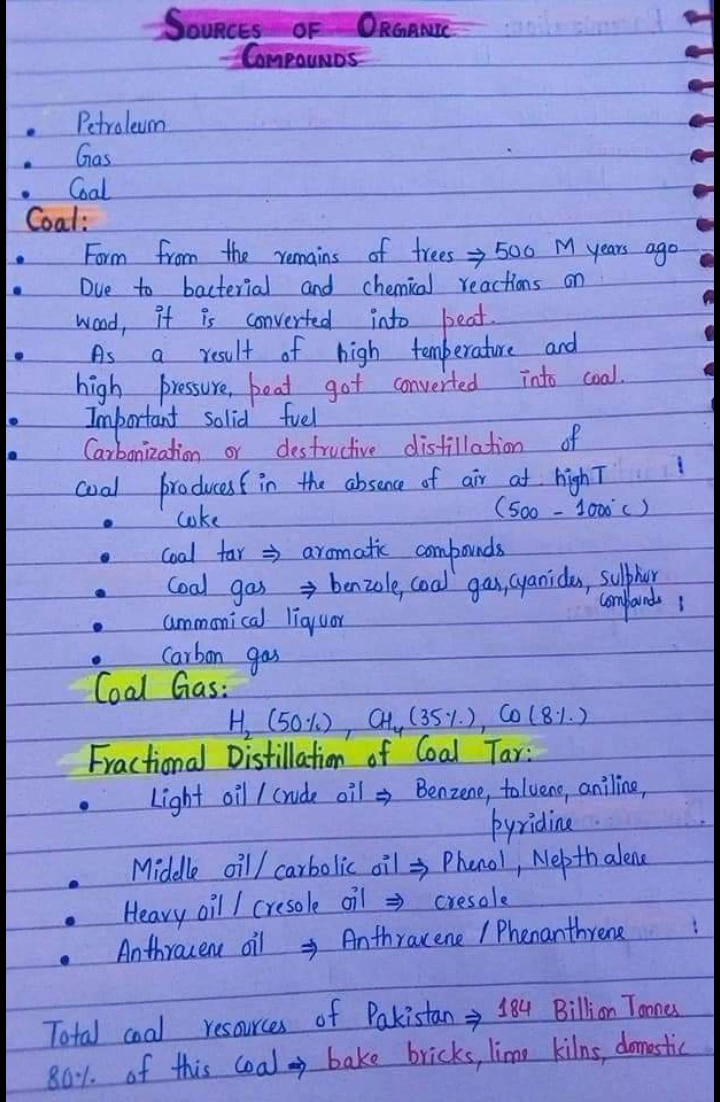 SOURCES OF ORGANIC
COMPOUNDS
• Petroleum
• Gas
• Coal
Coal:
• Form from the remains of trees ⇒ 500 M years ago
• Due to bacterial and chemical reactions on
wood, it is converted into peat.
• As a result of high temperature and
high pressure, peat got converted into coal.
• Important solid fuel
• Carbonization or destructive distillation of
coal produces ( in the absence of air at high T
(500 - 1000°c)
• Coke
• Coal tar ⇒ aromatic compounds
• Coal gas ⇒ benzole, coal gas, cyanides, sulphur
compounds
• ammonical liquor
• Carbon gas
Coal Gas:
H₂ (50%), CH₄ (35%.), CO (8%.)
Fractional Distillation of Coal Tar:
• Light oil / crude oil ⇒ Benzene, toluene, aniline,
pyridine
• Middle oil / carbolic oil ⇒ Phenol, Nepthalene
• Heavy oil / cresole oil ⇒ cresole
• Anthracene oil ⇒ Anthracene / Phenanthrene
Total coal resources of Pakistan ⇒ 184 Billion Tonnes
80% of this coal ⇒ bake bricks, lime kilns, domestic